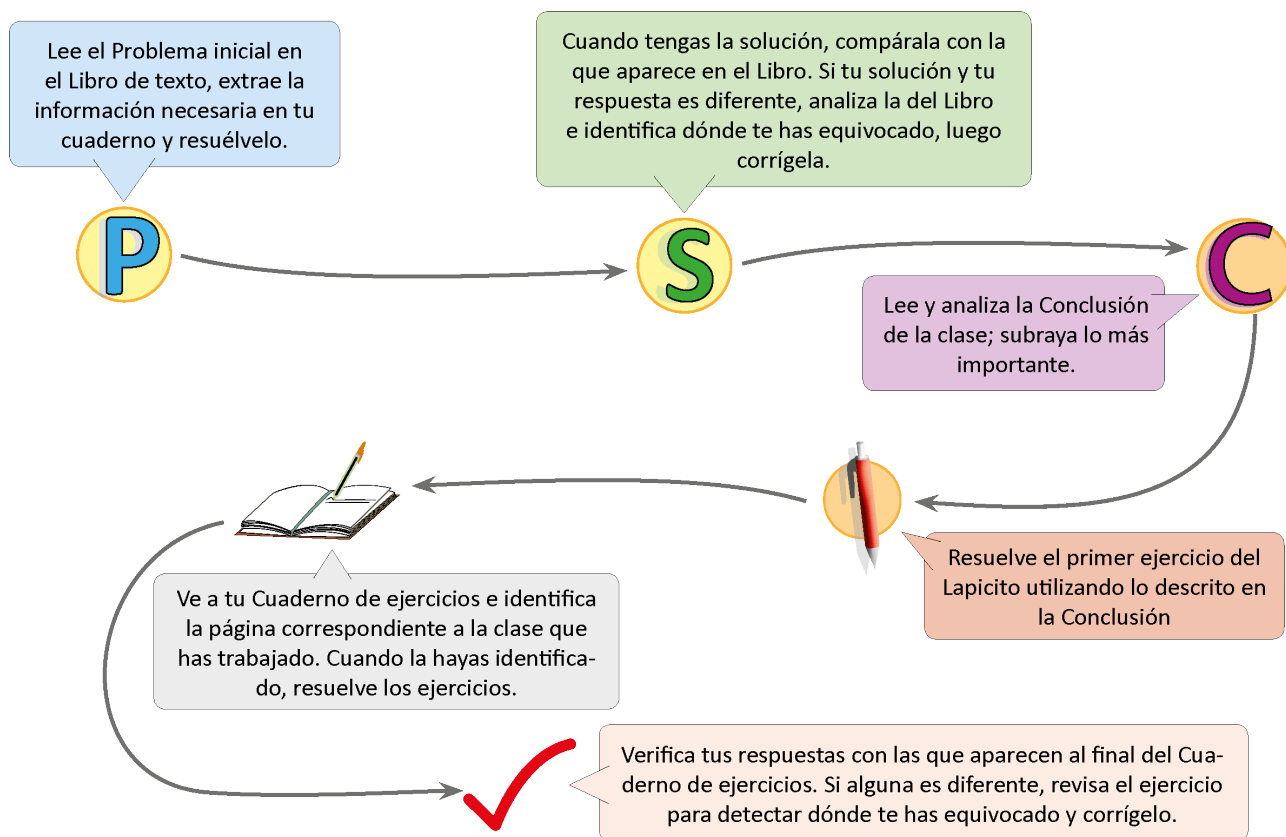 Lee el Problema inicial en
el Libro de texto, extrae la
información necesaria en tu
cuaderno y resuélvelo.
Cuando tengas la solución, compárala con la
que aparece en el Libro. Si tu solución y tu
respuesta es diferente, analiza la del Libro
e identifica dónde te has equivocado, luego
corrígela.
P
S
C
Lee y analiza la Conclusión
de la clase; subraya lo más
importante.
Resuelve el primer ejercicio del
Lapicito utilizando lo descrito en
la Conclusión
Ve a tu Cuaderno de ejercicios e identifica
la página correspondiente a la clase que
has trabajado. Cuando la hayas identifica-
do, resuelve los ejercicios.
Verifica tus respuestas con las que aparecen al final del Cua-
derno de ejercicios. Si alguna es diferente, revisa el ejercicio
para detectar dónde te has equivocado y corrígelo.